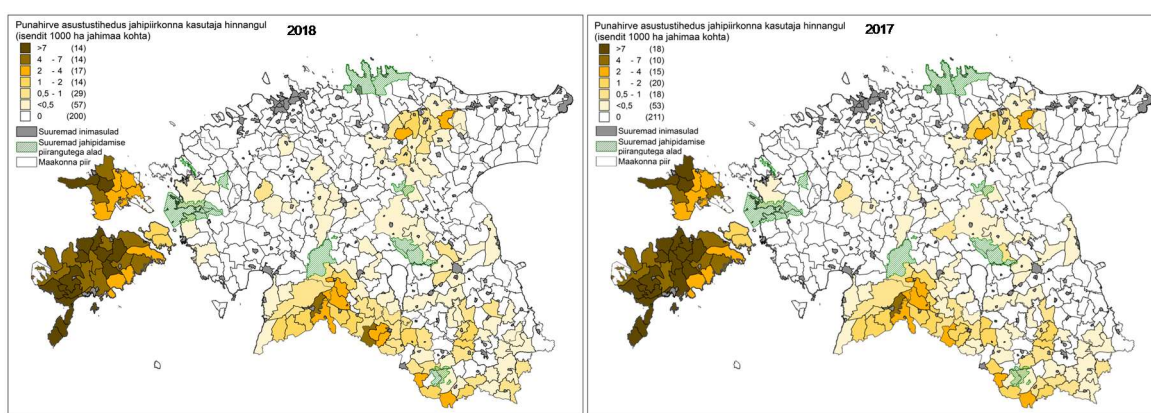 Punahirve asustustihedus jahipiirkonna kasutaja hinnangul
(isendit 1000 ha jahimaa kohta)
2018
>7 (14)
4 - 7 (14)
2 - 4 (17)
1 - 2 (14)
0,5 - 1 (29)
<0,5 (57)
0 (200)
Suuremad inimasulad
Suuremad jahipidamise
piirangutega alad
Maakonna piir
Punahirve asustustihedus jahipiirkonna kasutaja hinnangul
(isendit 1000 ha jahimaa kohta)
2017
>7 (18)
4 - 7 (10)
2 - 4 (15)
1 - 2 (20)
0,5 - 1 (18)
<0,5 (53)
0 (211)
Suuremad inimasulad
Suuremad jahipidamise
piirangutega alad
Maakonna piir